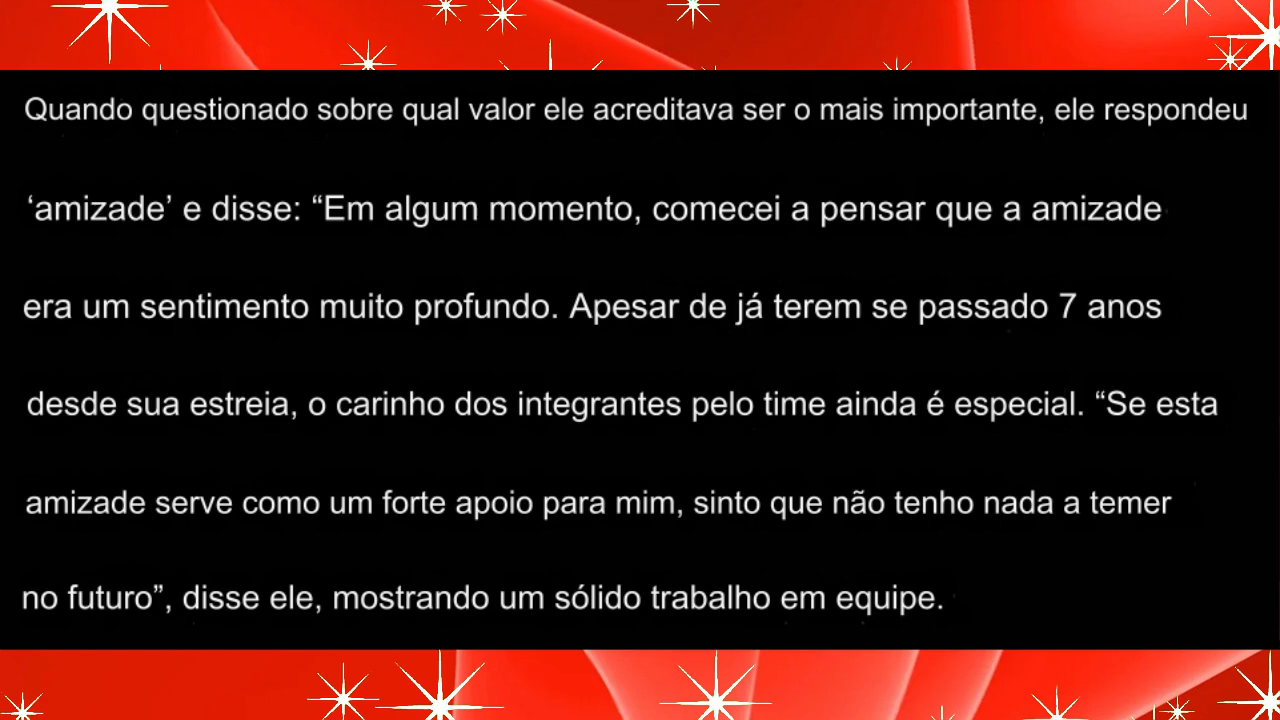 Quando questionado sobre qual valor ele acreditava ser o mais importante, ele respondeu
‘amizade’ e disse: “Em algum momento, comecei a pensar que a amizade
era um sentimento muito profundo. Apesar de já terem se passado 7 anos
desde sua estreia, o carinho dos integrantes pelo time ainda é especial. “Se esta
amizade serve como um forte apoio para mim, sinto que não tenho nada a temer
no futuro”, disse ele, mostrando um sólido trabalho em equipe.